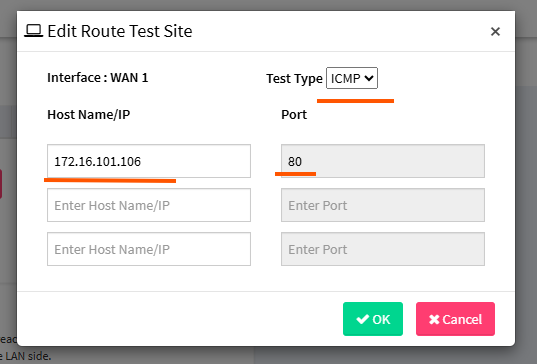 Edit Route Test Site ×
Interface : WAN 1 Test Type ICMP
Host Name/IP Port
172.16.101.106 80
Enter Host Name/IP Enter Port
Enter Host Name/IP Enter Port
OK Cancel
e LAN side.